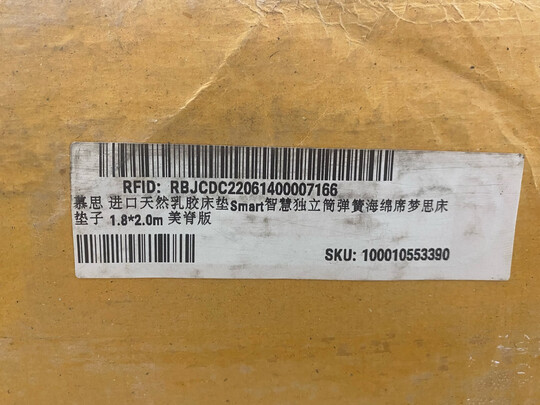 RFID: RBJCDC22061400007166
慕思 进口天然乳胶床垫Smart智慧独立筒弹簧海绵席梦思床
垫子 1.8*2.0m 美脊版
SKU: 100010553390